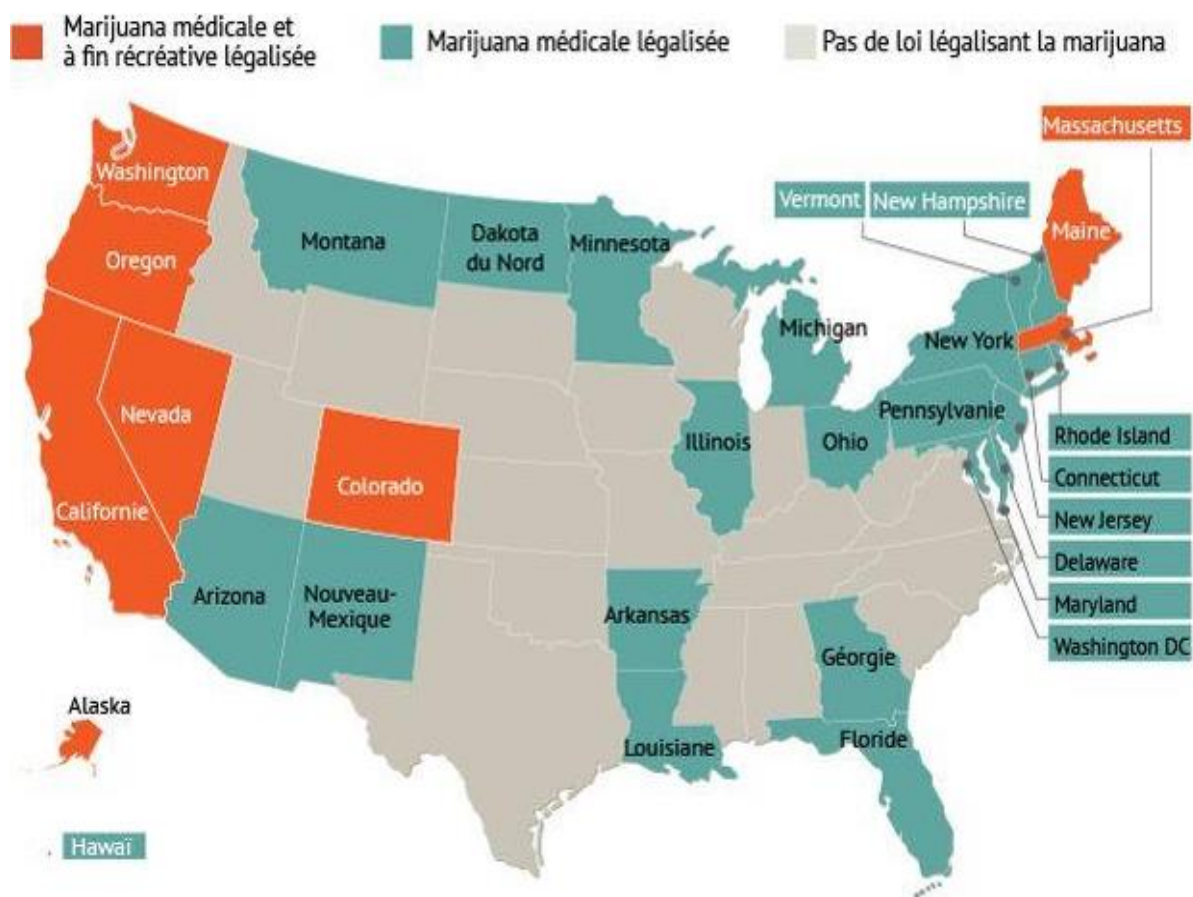 Marijuana médicale et
à fin récréative légalisée
Marijuana médicale légalisée
Pas de loi légalisant la marijuana
Massachusetts
Washington
Vermont
New Hampshire
Montana
Dakota
du Nord
Minnesota
Maine
Oregon
Michigan
New York
Nevada
Pennsylvanie
Illinois
Ohio
Rhode Island
Colorado
Connecticut
Californie
New Jersey
Delaware
Arizona
Nouveau-
Mexique
Arkansas
Maryland
Géorgie
Washington DC
Alaska
Louisiane
Floride
Hawaï